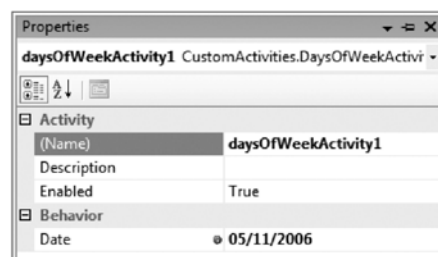 Properties
daysOfWeekActivity1 CustomActivities.DaysOfWeekActivi
Activity
(Name) daysOfWeekActivity1
Description
Enabled True
Behavior
Date 05/11/2006